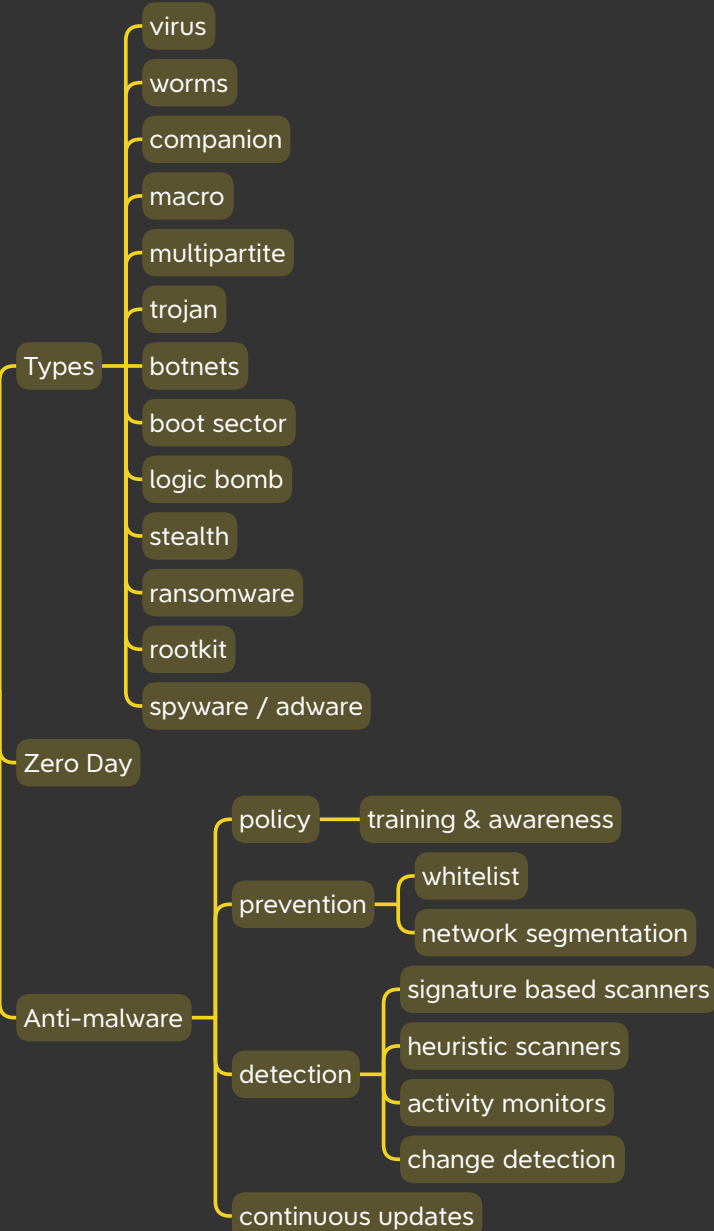 virus
worms
companion
macro
multipartite
trojan
Types
botnets
boot sector
logic bomb
stealth
ransomware
rootkit
spyware / adware
Zero Day
policy
training & awareness
whitelist
prevention
network segmentation
signature based scanners
Anti-malware
heuristic scanners
detection
activity monitors
change detection
continuous updates